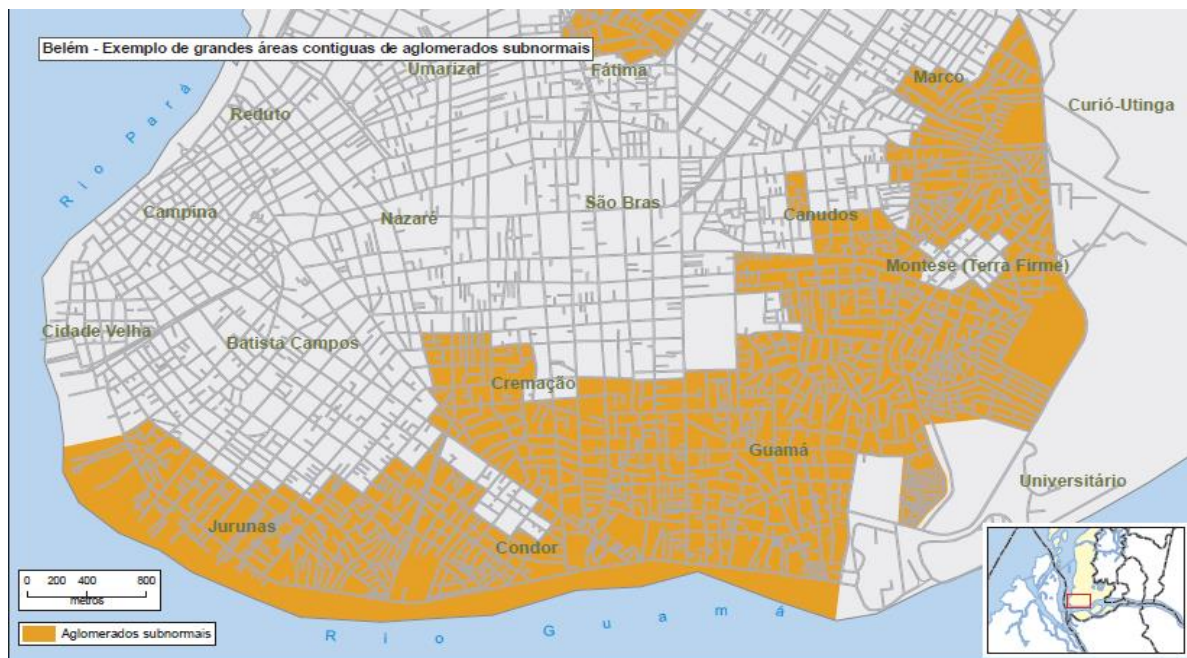 Belém - Exemplo de grandes áreas contiguas de aglomerados subnormais
Umarizal
Fátima
Marco
Curió-Utinga
Reduto
Rio Pará
Campina
Nazaré
São Bras
Canudos
Montese (Terra Firme)
Cidade Velha
Batista Campos
Cremação
Guamá
Universitário
Jurunas
Condor
0 200 400 800
metros
Rio Guamá
Aglomerados subnormais